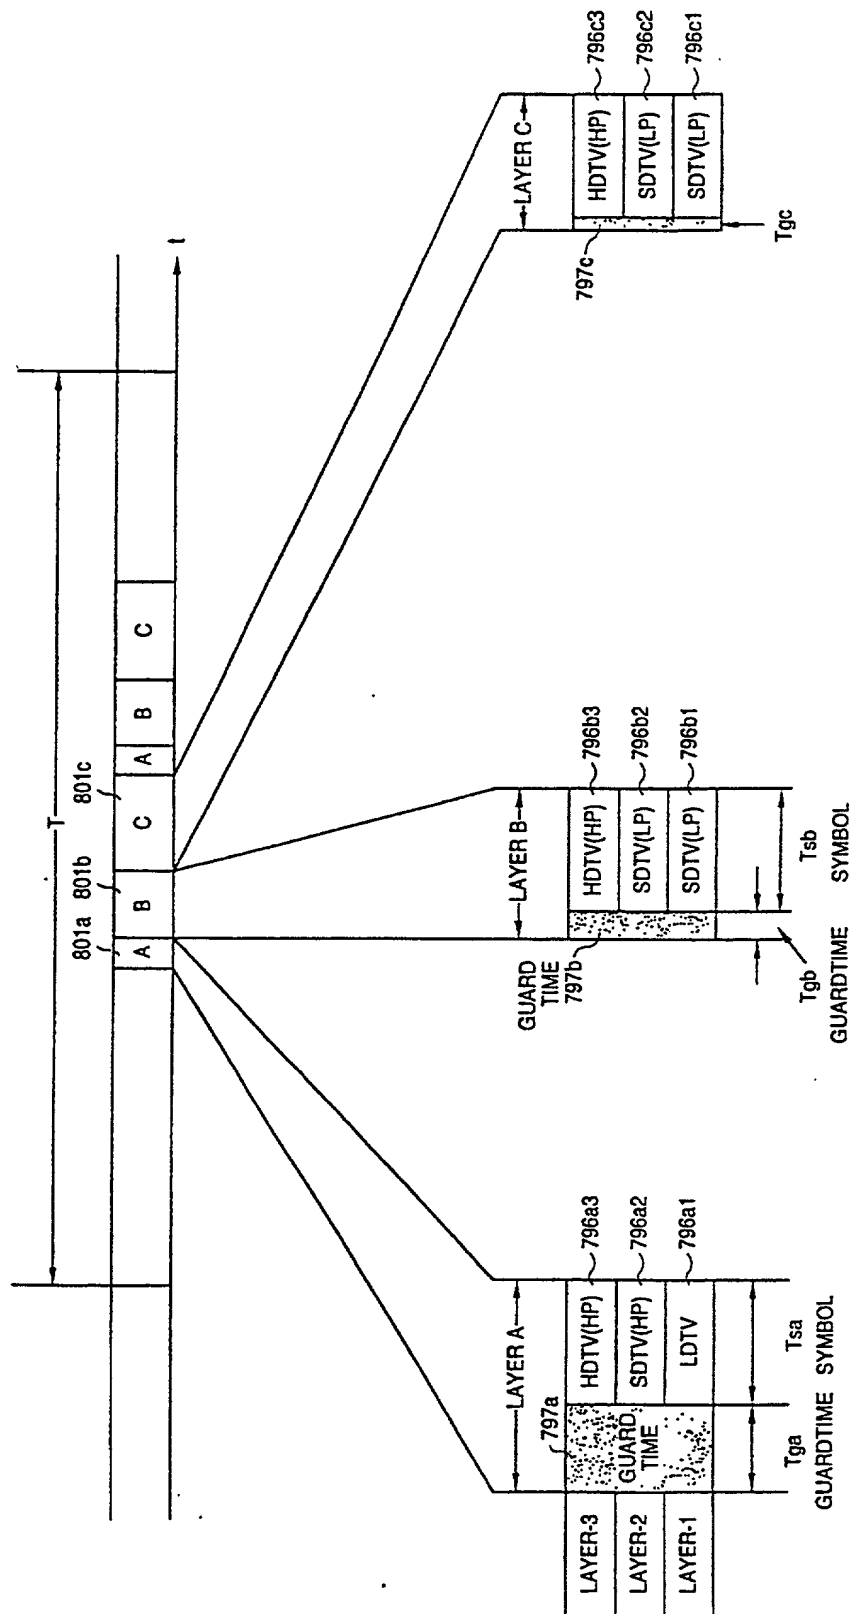 T
801a
801b
801c
A
B
C
A
B
C
t
LAYER A
LAYER B
LAYER C
797a
GUARD
TIME
797b
797c
LAYER-3
LAYER-2
LAYER-1
GUARD
TIME
HDTV(HP)
SDTV(HP)
LDTV
796a3
796a2
796a1
HDTV(HP)
SDTV(LP)
SDTV(LP)
796b3
796b2
796b1
HDTV(HP)
SDTV(LP)
SDTV(LP)
796c3
796c2
796c1
Tga
GUARDTIME
Tsa
SYMBOL
Tgb
GUARDTIME
Tsb
SYMBOL
Tgc